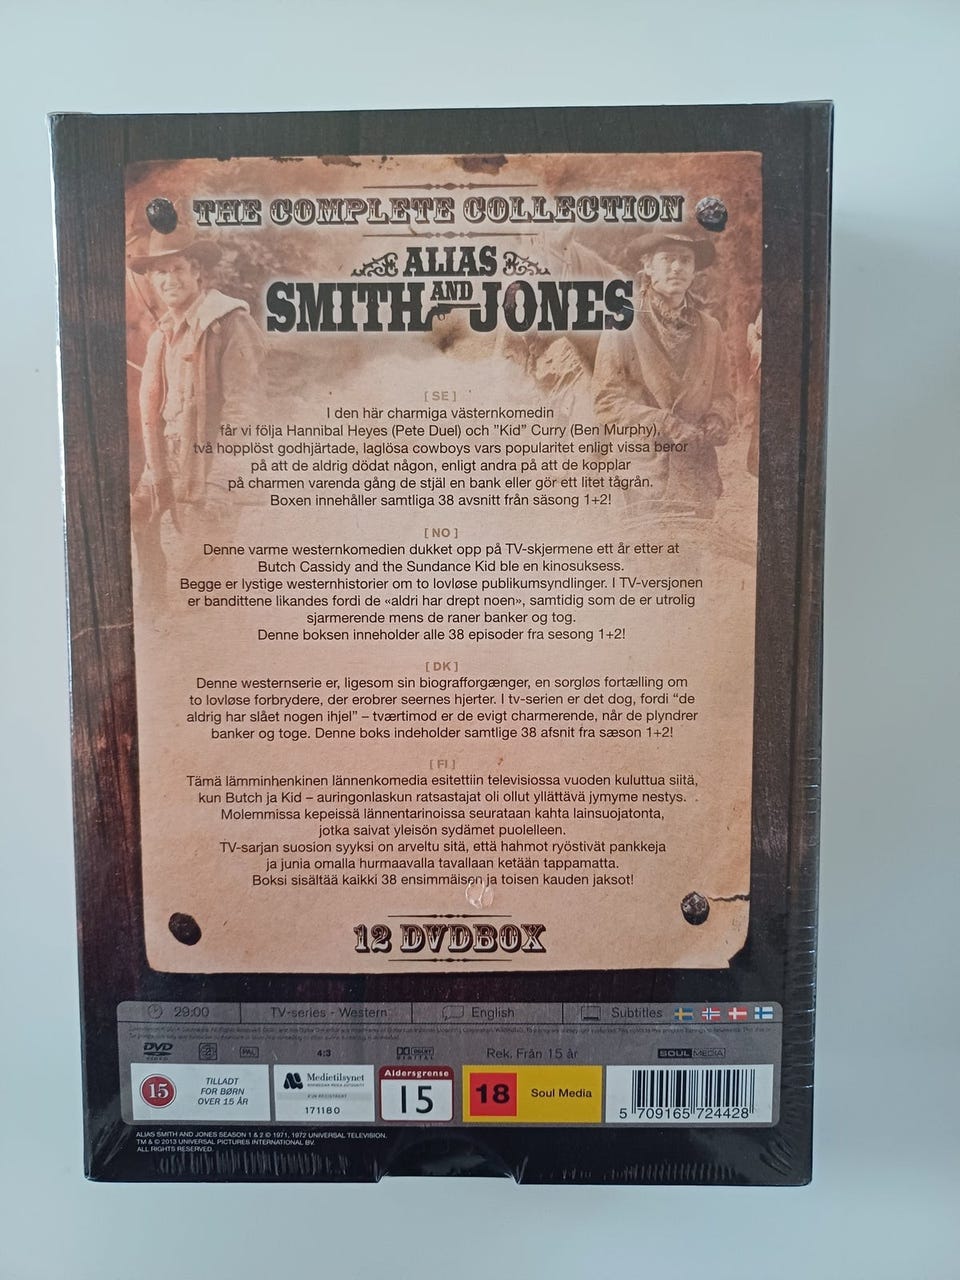 THE COMPLETE COLLECTION
ALIAS
SMITH AND JONES
[ SE ]
I den här charmiga västernkomedin
får vi följa Hannibal Heyes (Pete Duel) och ”Kid” Curry (Ben Murphy),
två hopplöst godhjärtade, laglösa cowboys vars popularitet enligt vissa beror
på att de aldrig dödat någon, enligt andra på att de kopplar
på charmen varenda gång de stjäl en bank eller gör ett litet tågrån.
Boxen innehåller samtliga 38 avsnitt från säsong 1+2!
[ NO ]
Denne varme westernkomedien dukket opp på TV-skjermene ett år etter at
Butch Cassidy and the Sundance Kid ble en kinosuksess.
Begge er lystige westernhistorier om to lovløse publikumsyndlinger. I TV-versjonen
er bandittene likandes fordi de «aldri har drept noen», samtidig som de er utrolig
sjarmerende mens de raner banker og tog.
Denne boksen inneholder alle 38 episoder fra sesong 1+2!
[ DK ]
Denne westernserie er, ligesom sin biografforgænger, en sorgløs fortælling om
to lovløse forbrydere, der erobrer seernes hjerter. I tv-serien er det dog, fordi “de
aldrig har slået nogen ihjel” – tværtimod er de evigt charmerende, når de plyndrer
banker og toge. Denne boks indeholder samtlige 38 afsnit fra sæson 1+2!
[ FI ]
Tämä lämminhenkinen lännenkomedia esitettiin televisiossa vuoden kuluttua siitä,
kun Butch ja Kid – auringonlaskun ratsastajat oli ollut yllättävä jymyme nestys.
Molemmissa kepeissä lännentarinoissa seurataan kahta lainsuojatonta,
jotka saivat yleisön sydämet puolelleen.
TV-sarjan suosion syyksi on arveltu sitä, että hahmot ryöstivät pankkeja
ja junia omalla hurmaavalla tavallaan ketään tappamatta.
Boksi sisältää kaikki 38 ensimmäisen ja toisen kauden jaksot!
12 DVDBOX
29:00 TV-series - Western English Subtitles
DVD VIDEO 2 PAL 4:3 DOLBY DIGITAL Rek. Från 15 år SOUL MEDIA
15 TILLADT
FOR BØRN
OVER 15 ÅR
Medietilsynet
NORWEGIAN MEDIA AUTHORITY
171180
Aldersgrense
15
18 Soul Media
5 709165 724428
ALIAS SMITH AND JONES SEASON 1 & 2 © 1971, 1972 UNIVERSAL TELEVISION.
TM & © 2013 UNIVERSAL PICTURES INTERNATIONAL BV.
ALL RIGHTS RESERVED.